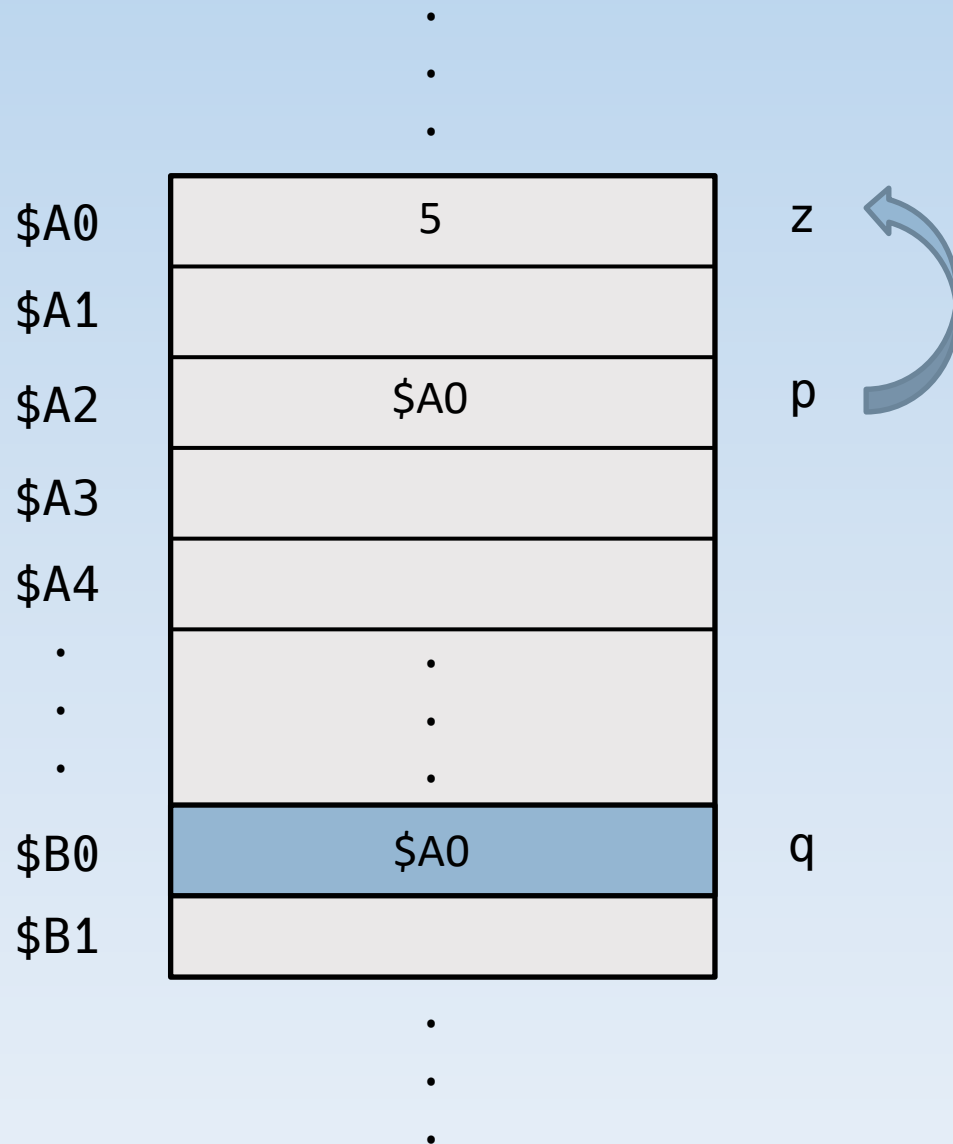 .
.
.
$A0 5 z
$A1
$A2 $A0 p
$A3
$A4
. .
. .
. .
$B0 $A0 q
$B1
.
.
.